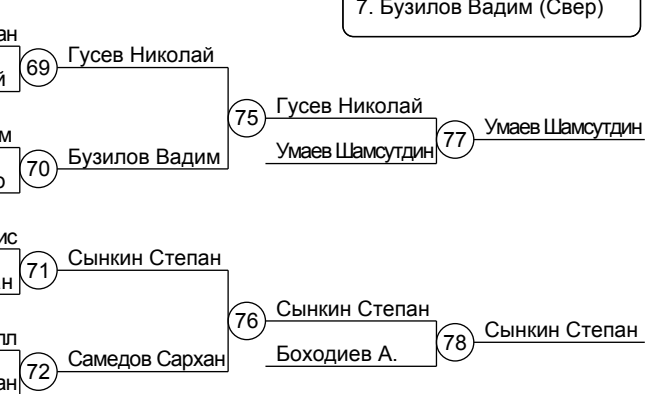 7. Бузилов Вадим (Свер)
69
Гусев Николай
75
Гусев Николай
Умаев Шамсутдин
77
Умаев Шамсутдин
70
Бузилов Вадим
71
Сынкин Степан
76
Сынкин Степан
Боходиев А.
78
Сынкин Степан
72
Самедов Сархан